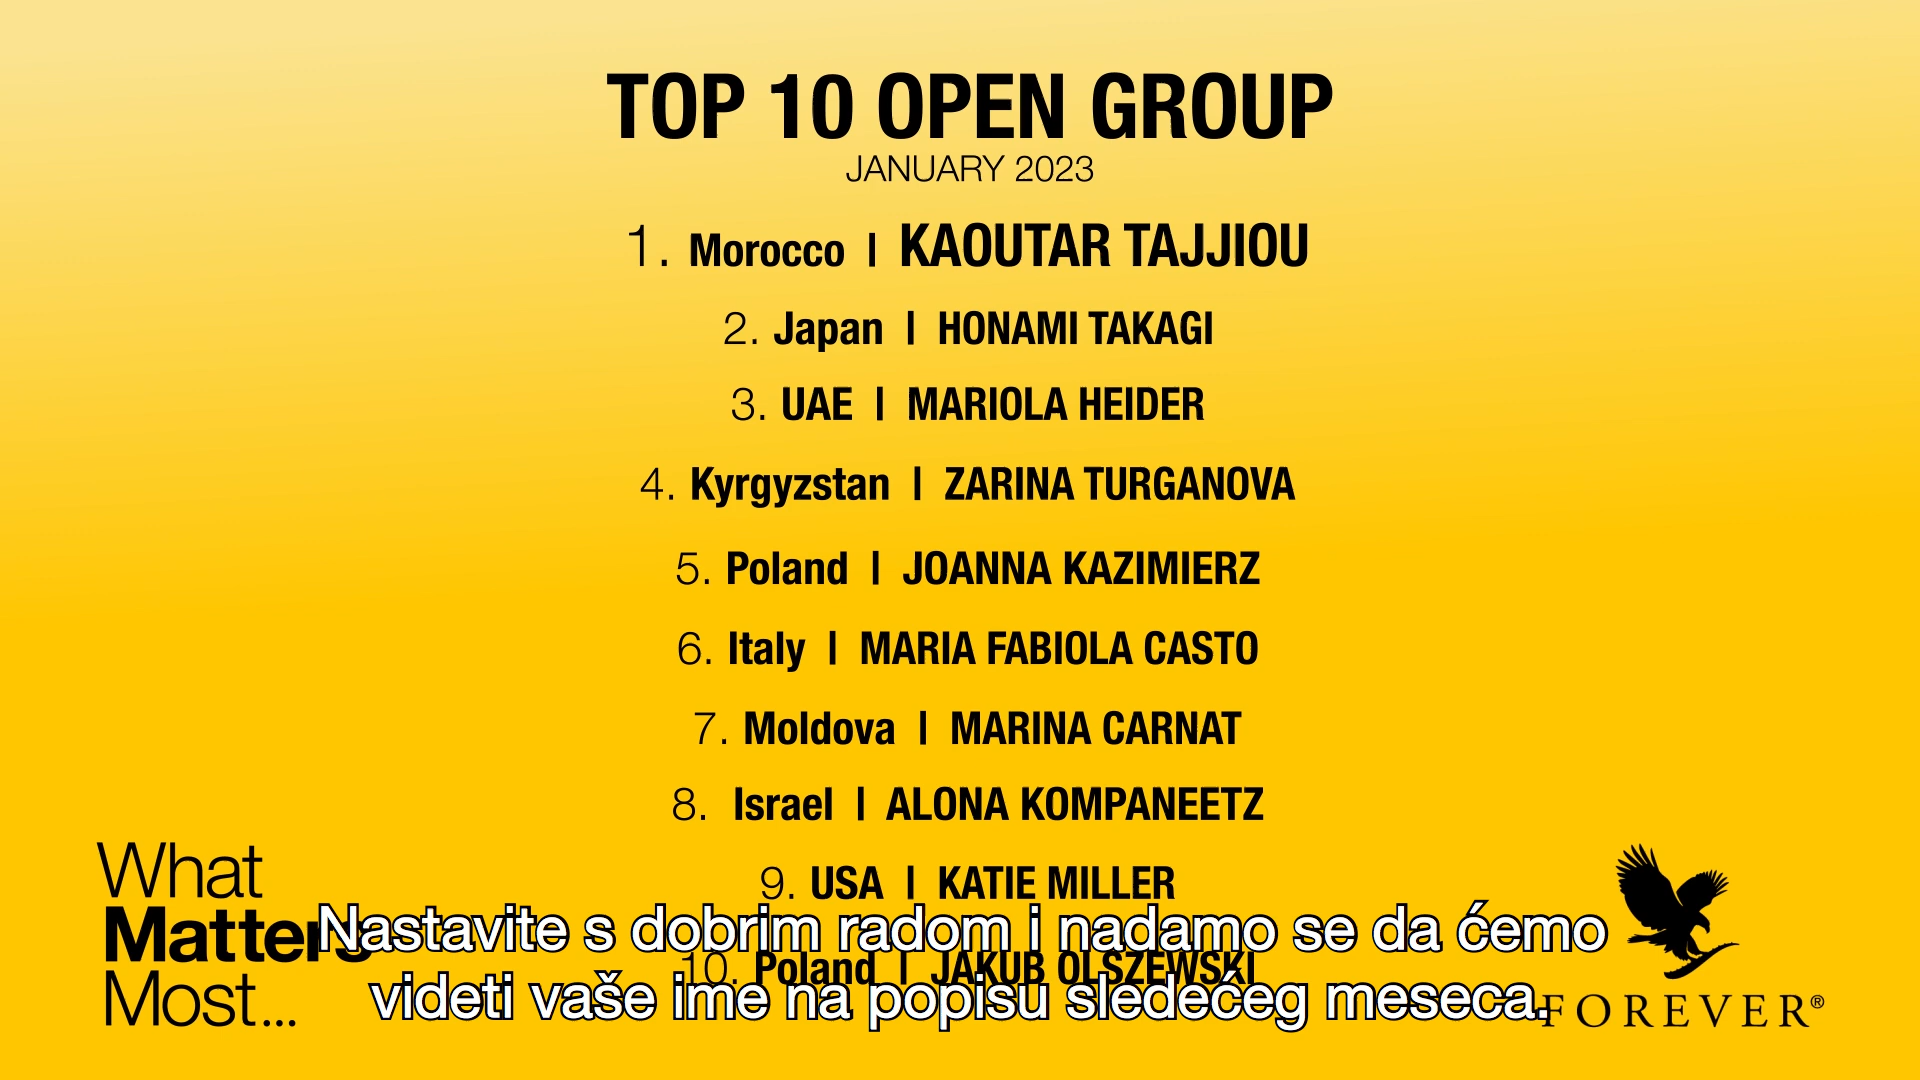 TOP 10 OPEN GROUP
JANUARY 2023
1. Morocco | KAOUTAR TAJJIOU
2. Japan | HONAMI TAKAGI
3. UAE | MARIOLA HEIDER
4. Kyrgyzstan | ZARINA TURGANOVA
5. Poland | JOANNA KAZIMIERZ
6. Italy | MARIA FABIOLA CASTO
7. Moldova | MARINA CARNAT
8. Israel | ALONA KOMPANEETZ
9. USA | KATIE MILLER
10. Poland | JAKUB OLSZEWSKI
What
Matters
Most...
Nastavite s dobrim radom i nadamo se da ćemo
videti vaše ime na popisu sledećeg meseca.
FOREVER®